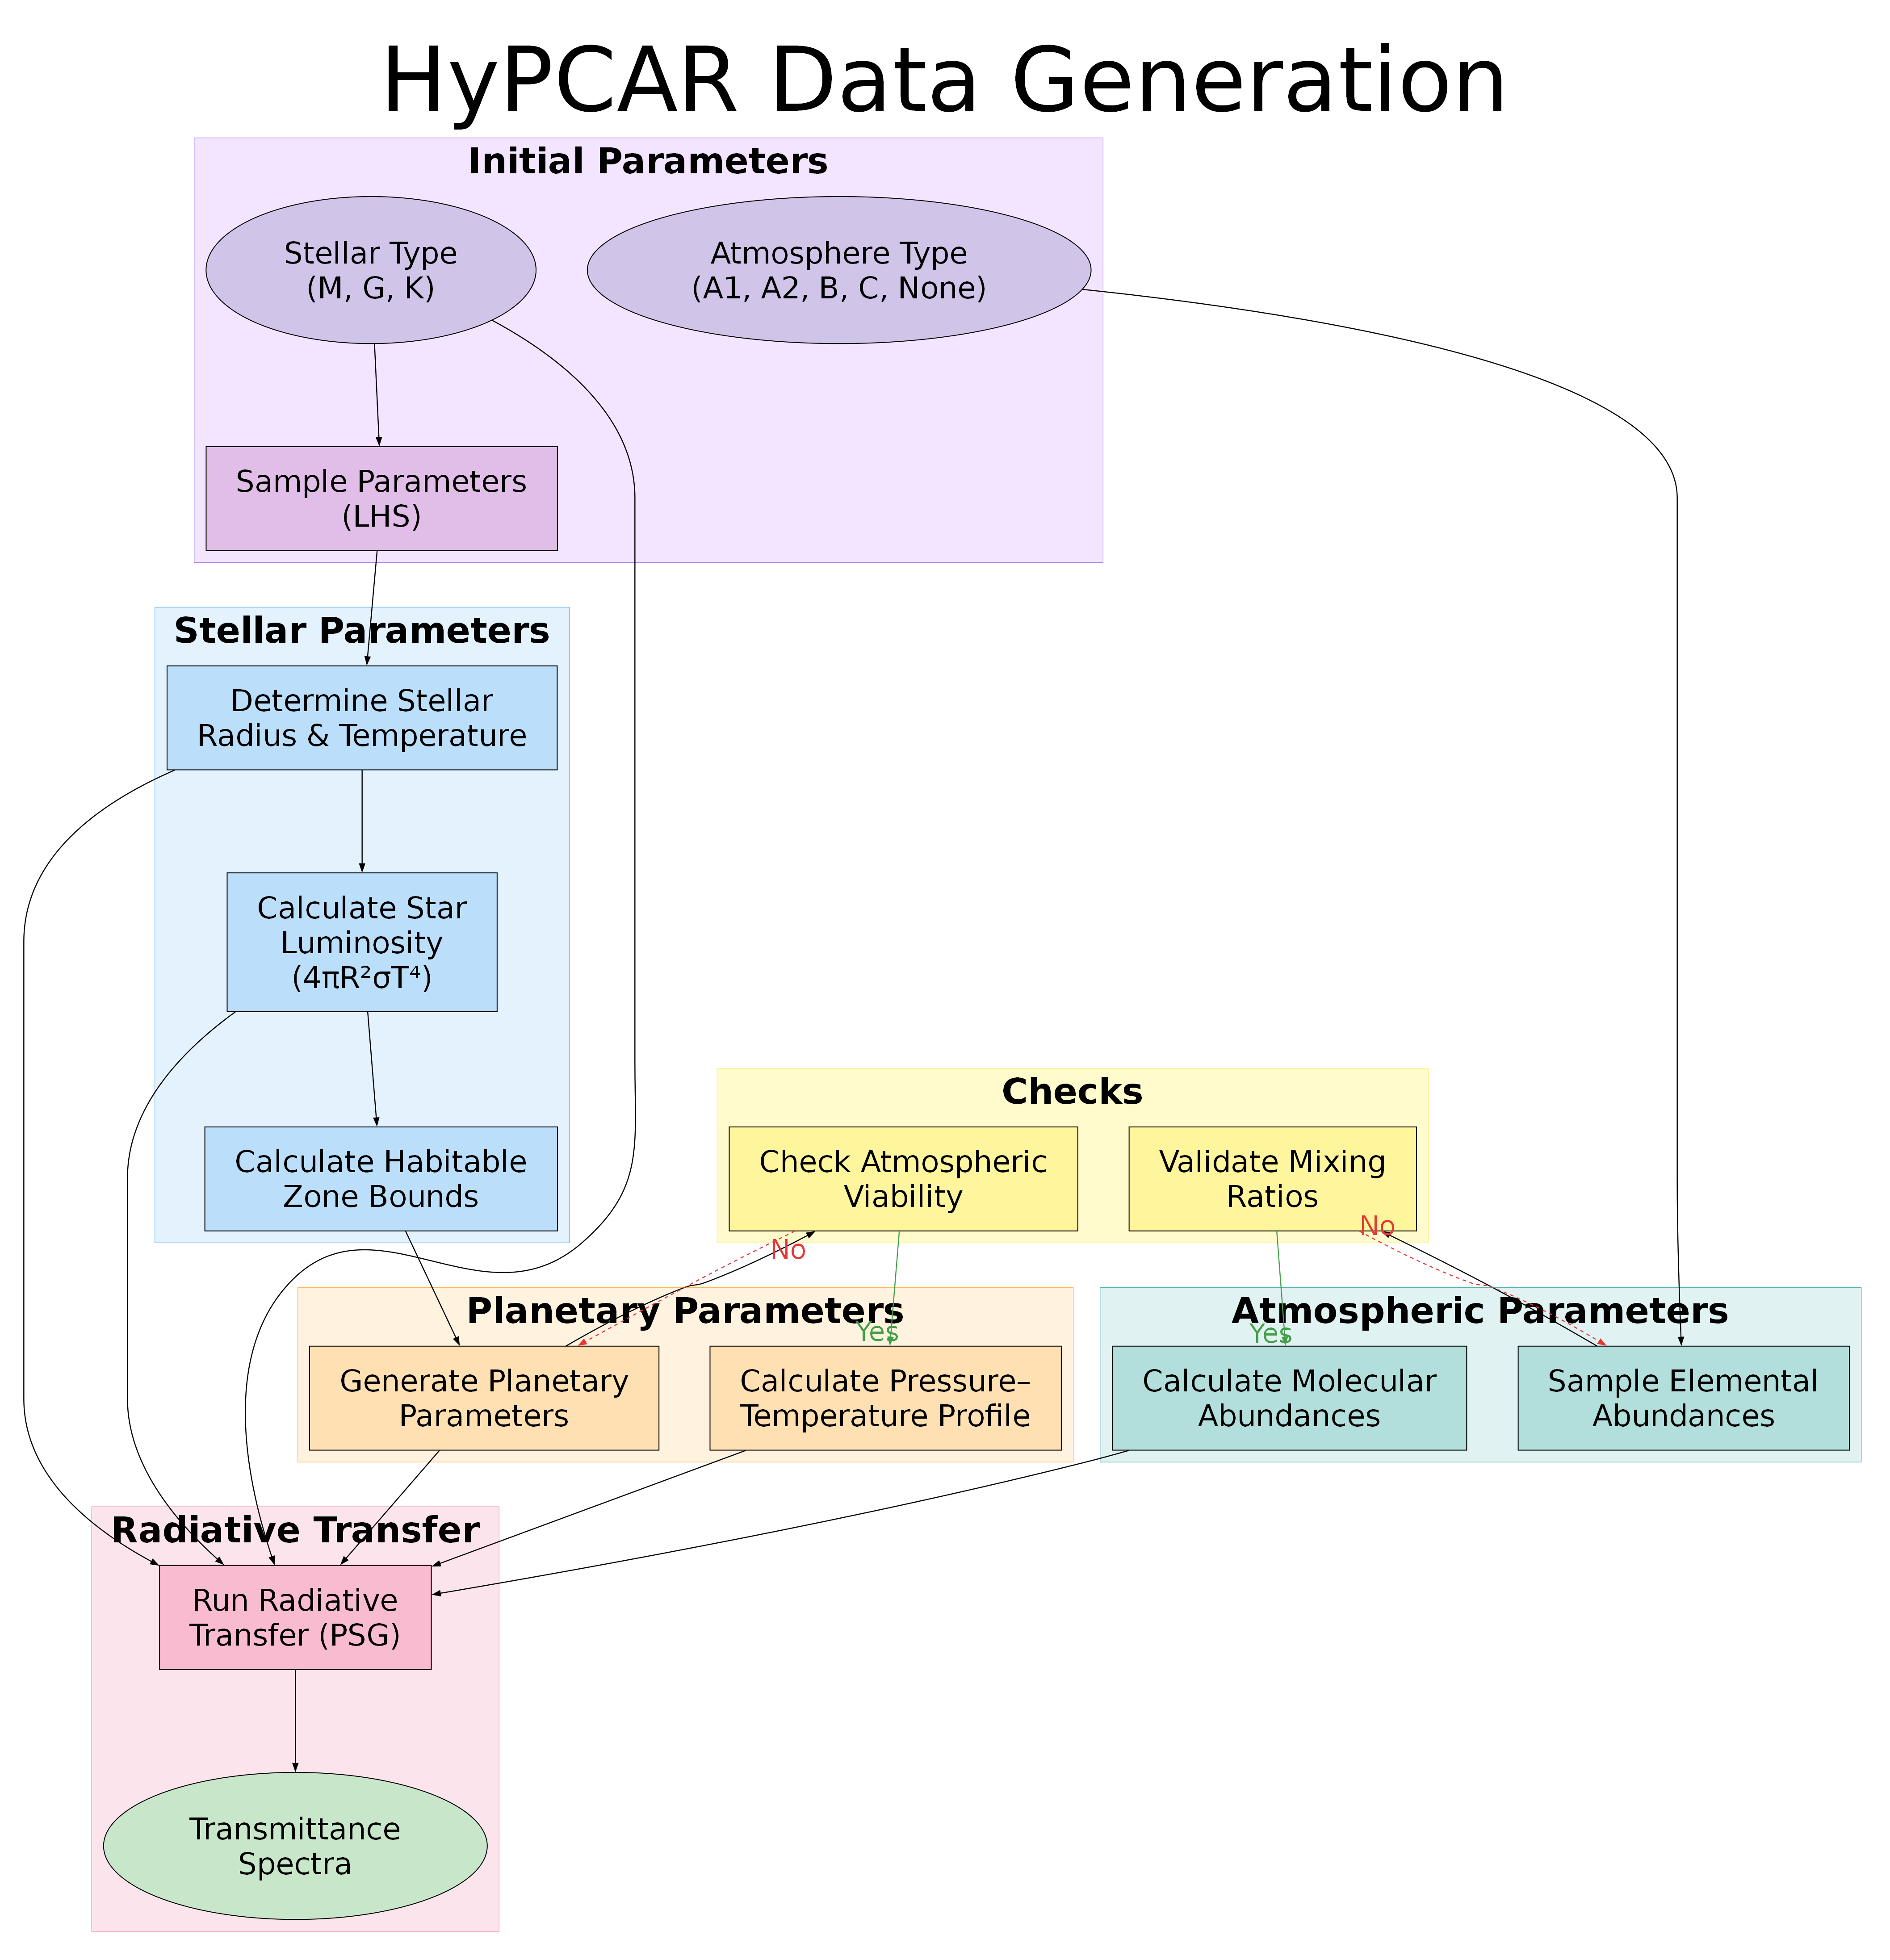 HyPCAR Data Generation
Initial Parameters
Stellar Type
(M, G, K)
Atmosphere Type
(A1, A2, B, C, None)
Sample Parameters
(LHS)
Stellar Parameters
Determine Stellar
Radius & Temperature
Calculate Star
Luminosity
(4πR²σT⁴)
Calculate Habitable
Zone Bounds
Checks
Check Atmospheric
Viability
Validate Mixing
Ratios
No
No
Planetary Parameters
Yes
Generate Planetary
Parameters
Calculate Pressure–
Temperature Profile
Atmospheric Parameters
Yes
Calculate Molecular
Abundances
Sample Elemental
Abundances
Radiative Transfer
Run Radiative
Transfer (PSG)
Transmittance
Spectra